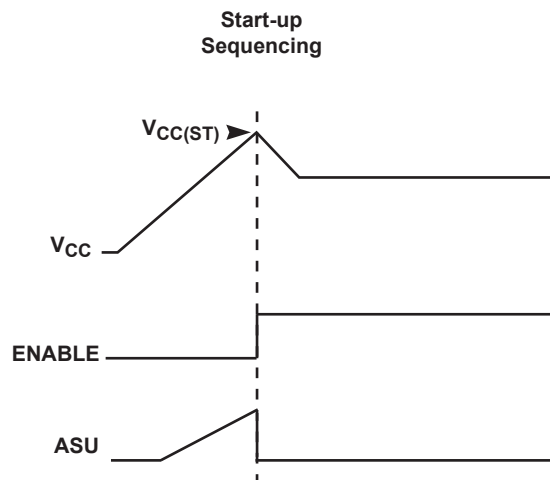 Start-up
Sequencing
VCC(ST)
VCC
ENABLE
ASU